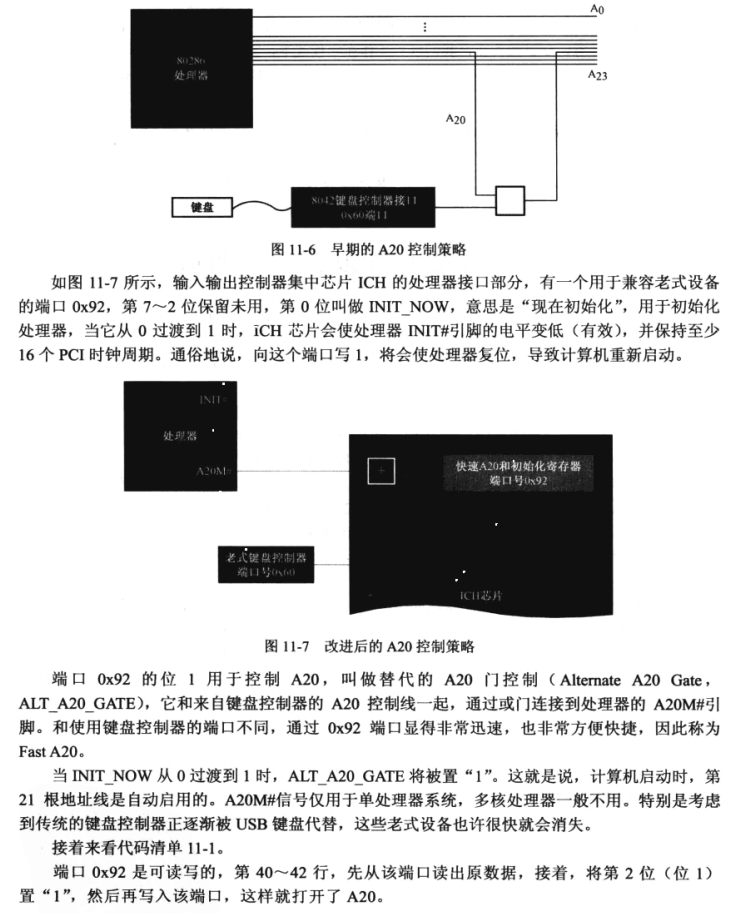 A0
80286
处理器
A23
A20
键盘
8042键盘控制器接口
0x60端口
图 11-6 早期的 A20 控制策略
如图 11-7 所示，输入输出控制器集中芯片 ICH 的处理器接口部分，有一个用于兼容老式设备
的端口 0x92，第 7～2 位保留未用，第 0 位叫做 INIT_NOW，意思是“现在初始化”，用于初始化
处理器，当它从 0 过渡到 1 时，iCH 芯片会使处理器 INIT#引脚的电平变低（有效），并保持至少
16 个 PCI 时钟周期。通俗地说，向这个端口写 1，将会使处理器复位，导致计算机重新启动。
INIT#
处理器
A20M#
+
快速A20和初始化寄存器
端口号0x92
老式键盘控制器
端口号0x60
ICH芯片
图 11-7 改进后的 A20 控制策略
端口 0x92 的位 1 用于控制 A20，叫做替代的 A20 门控制（Alternate A20 Gate，
ALT_A20_GATE），它和来自键盘控制器的 A20 控制线一起，通过或门连接到处理器的 A20M#引
脚。和使用键盘控制器的端口不同，通过 0x92 端口显得非常迅速，也非常方便快捷，因此称为
Fast A20。
当 INIT_NOW 从 0 过渡到 1 时，ALT_A20_GATE 将被置“1”。这就是说，计算机启动时，第
21 根地址线是自动启用的。A20M#信号仅用于单处理器系统，多核处理器一般不用。特别是考虑
到传统的键盘控制器正逐渐被 USB 键盘代替，这些老式设备也许很快就会消失。
接着来看代码清单 11-1。
端口 0x92 是可读写的，第 40～42 行，先从该端口读出原数据，接着，将第 2 位（位 1）
置“1”，然后再写入该端口，这样就打开了 A20。